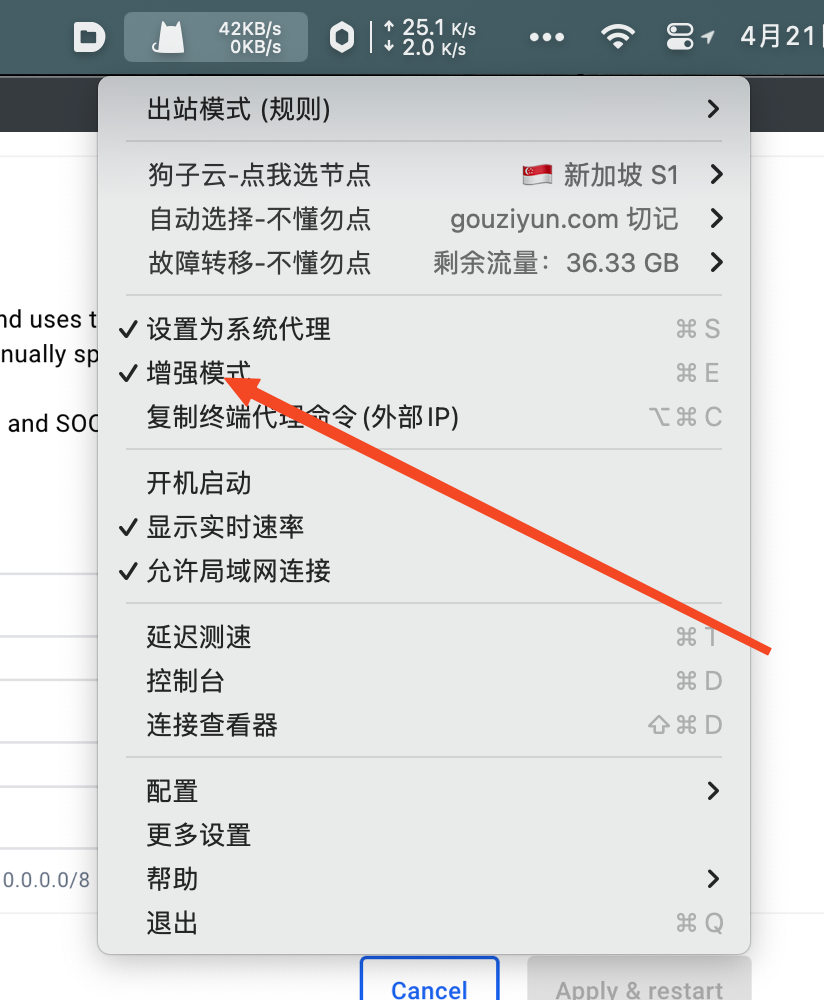 42KB/s
0KB/s
25.1 K/s
2.0 K/s
4月21
出站模式 (规则)
狗子云-点我选节点 新加坡 S1
自动选择-不懂勿点 gouziyun.com 切记
故障转移-不懂勿点 剩余流量：36.33 GB
nd uses t
✓ 设置为系统代理 ⌘ S
nually sp
✓ 增强模式 ⌘ E
复制终端代理命令(外部IP) ⌥ ⌘ C
and SOC
开机启动
✓ 显示实时速率
✓ 允许局域网连接
延迟测速 ⌘ T
控制台 ⌘ D
连接查看器 ⇧ ⌘ D
配置
更多设置
帮助
0.0.0.0/8
退出 ⌘ Q
Cancel
Apply & restart